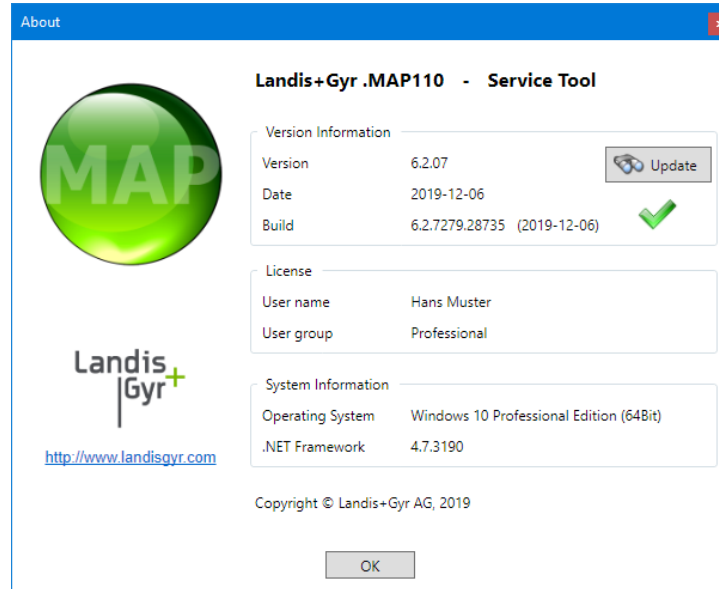 About
Landis+Gyr .MAP110 - Service Tool
MAP
Version Information
Version 6.2.07
Update
Date 2019-12-06
Build 6.2.7279.28735 (2019-12-06)
License
User name Hans Muster
User group Professional
Landis+
Gyr
http://www.landisgyr.com
System Information
Operating System Windows 10 Professional Edition (64Bit)
.NET Framework 4.7.3190
Copyright © Landis+Gyr AG, 2019
OK